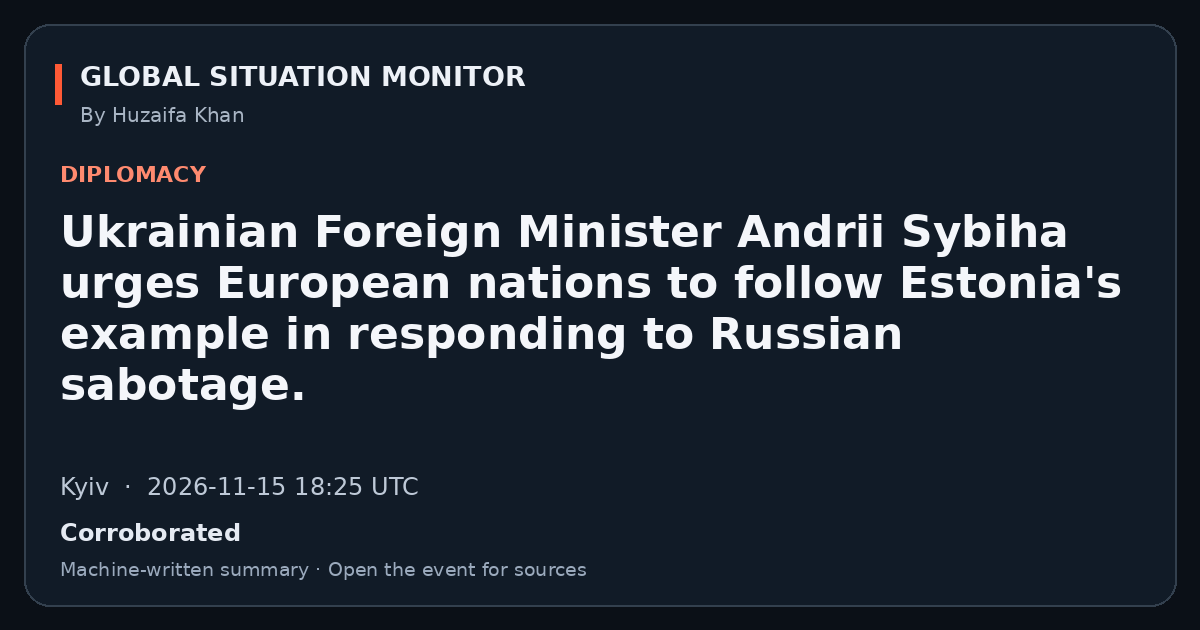 GLOBAL SITUATION MONITOR
By Huzaifa Khan
DIPLOMACY
Ukrainian Foreign Minister Andrii Sybiha
urges European nations to follow Estonia's
example in responding to Russian
sabotage.
Kyiv · 2026-11-15 18:25 UTC
Corroborated
Machine-written summary · Open the event for sources